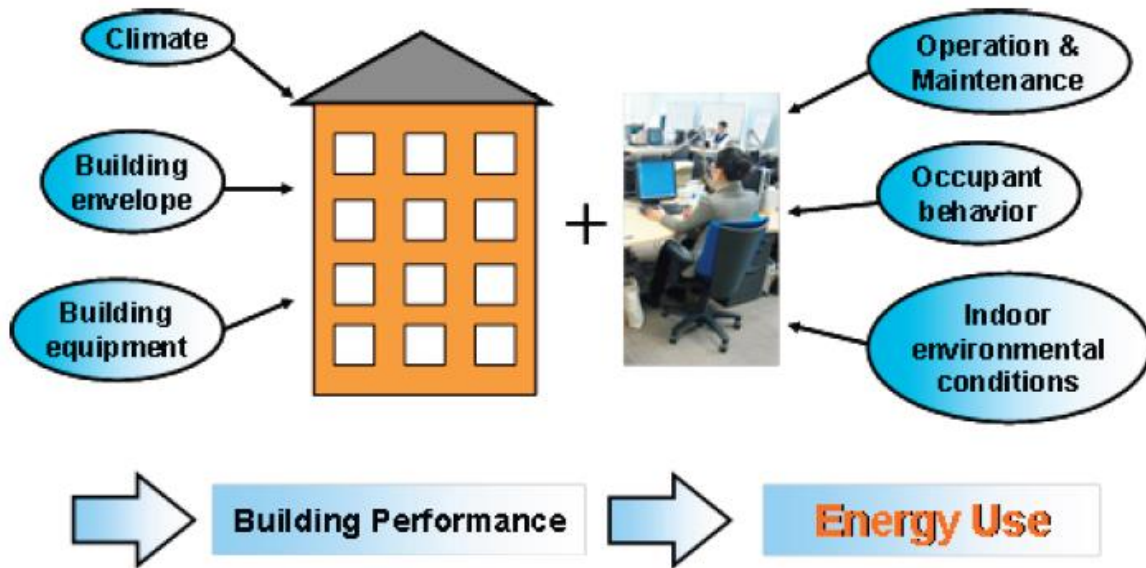 Climate
Building
envelope
Building
equipment
+
Operation &
Maintenance
Occupant
behavior
Indoor
environmental
conditions
Building Performance
Energy Use